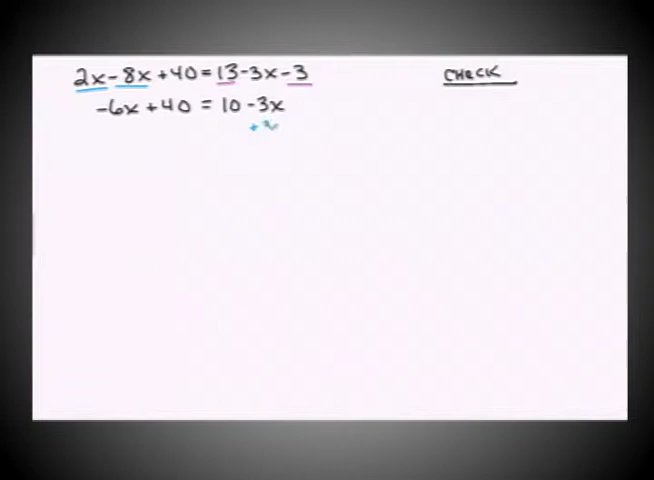 2x - 8x + 40 = 13 - 3x - 3
CHECK
-6x + 40 = 10 - 3x
+